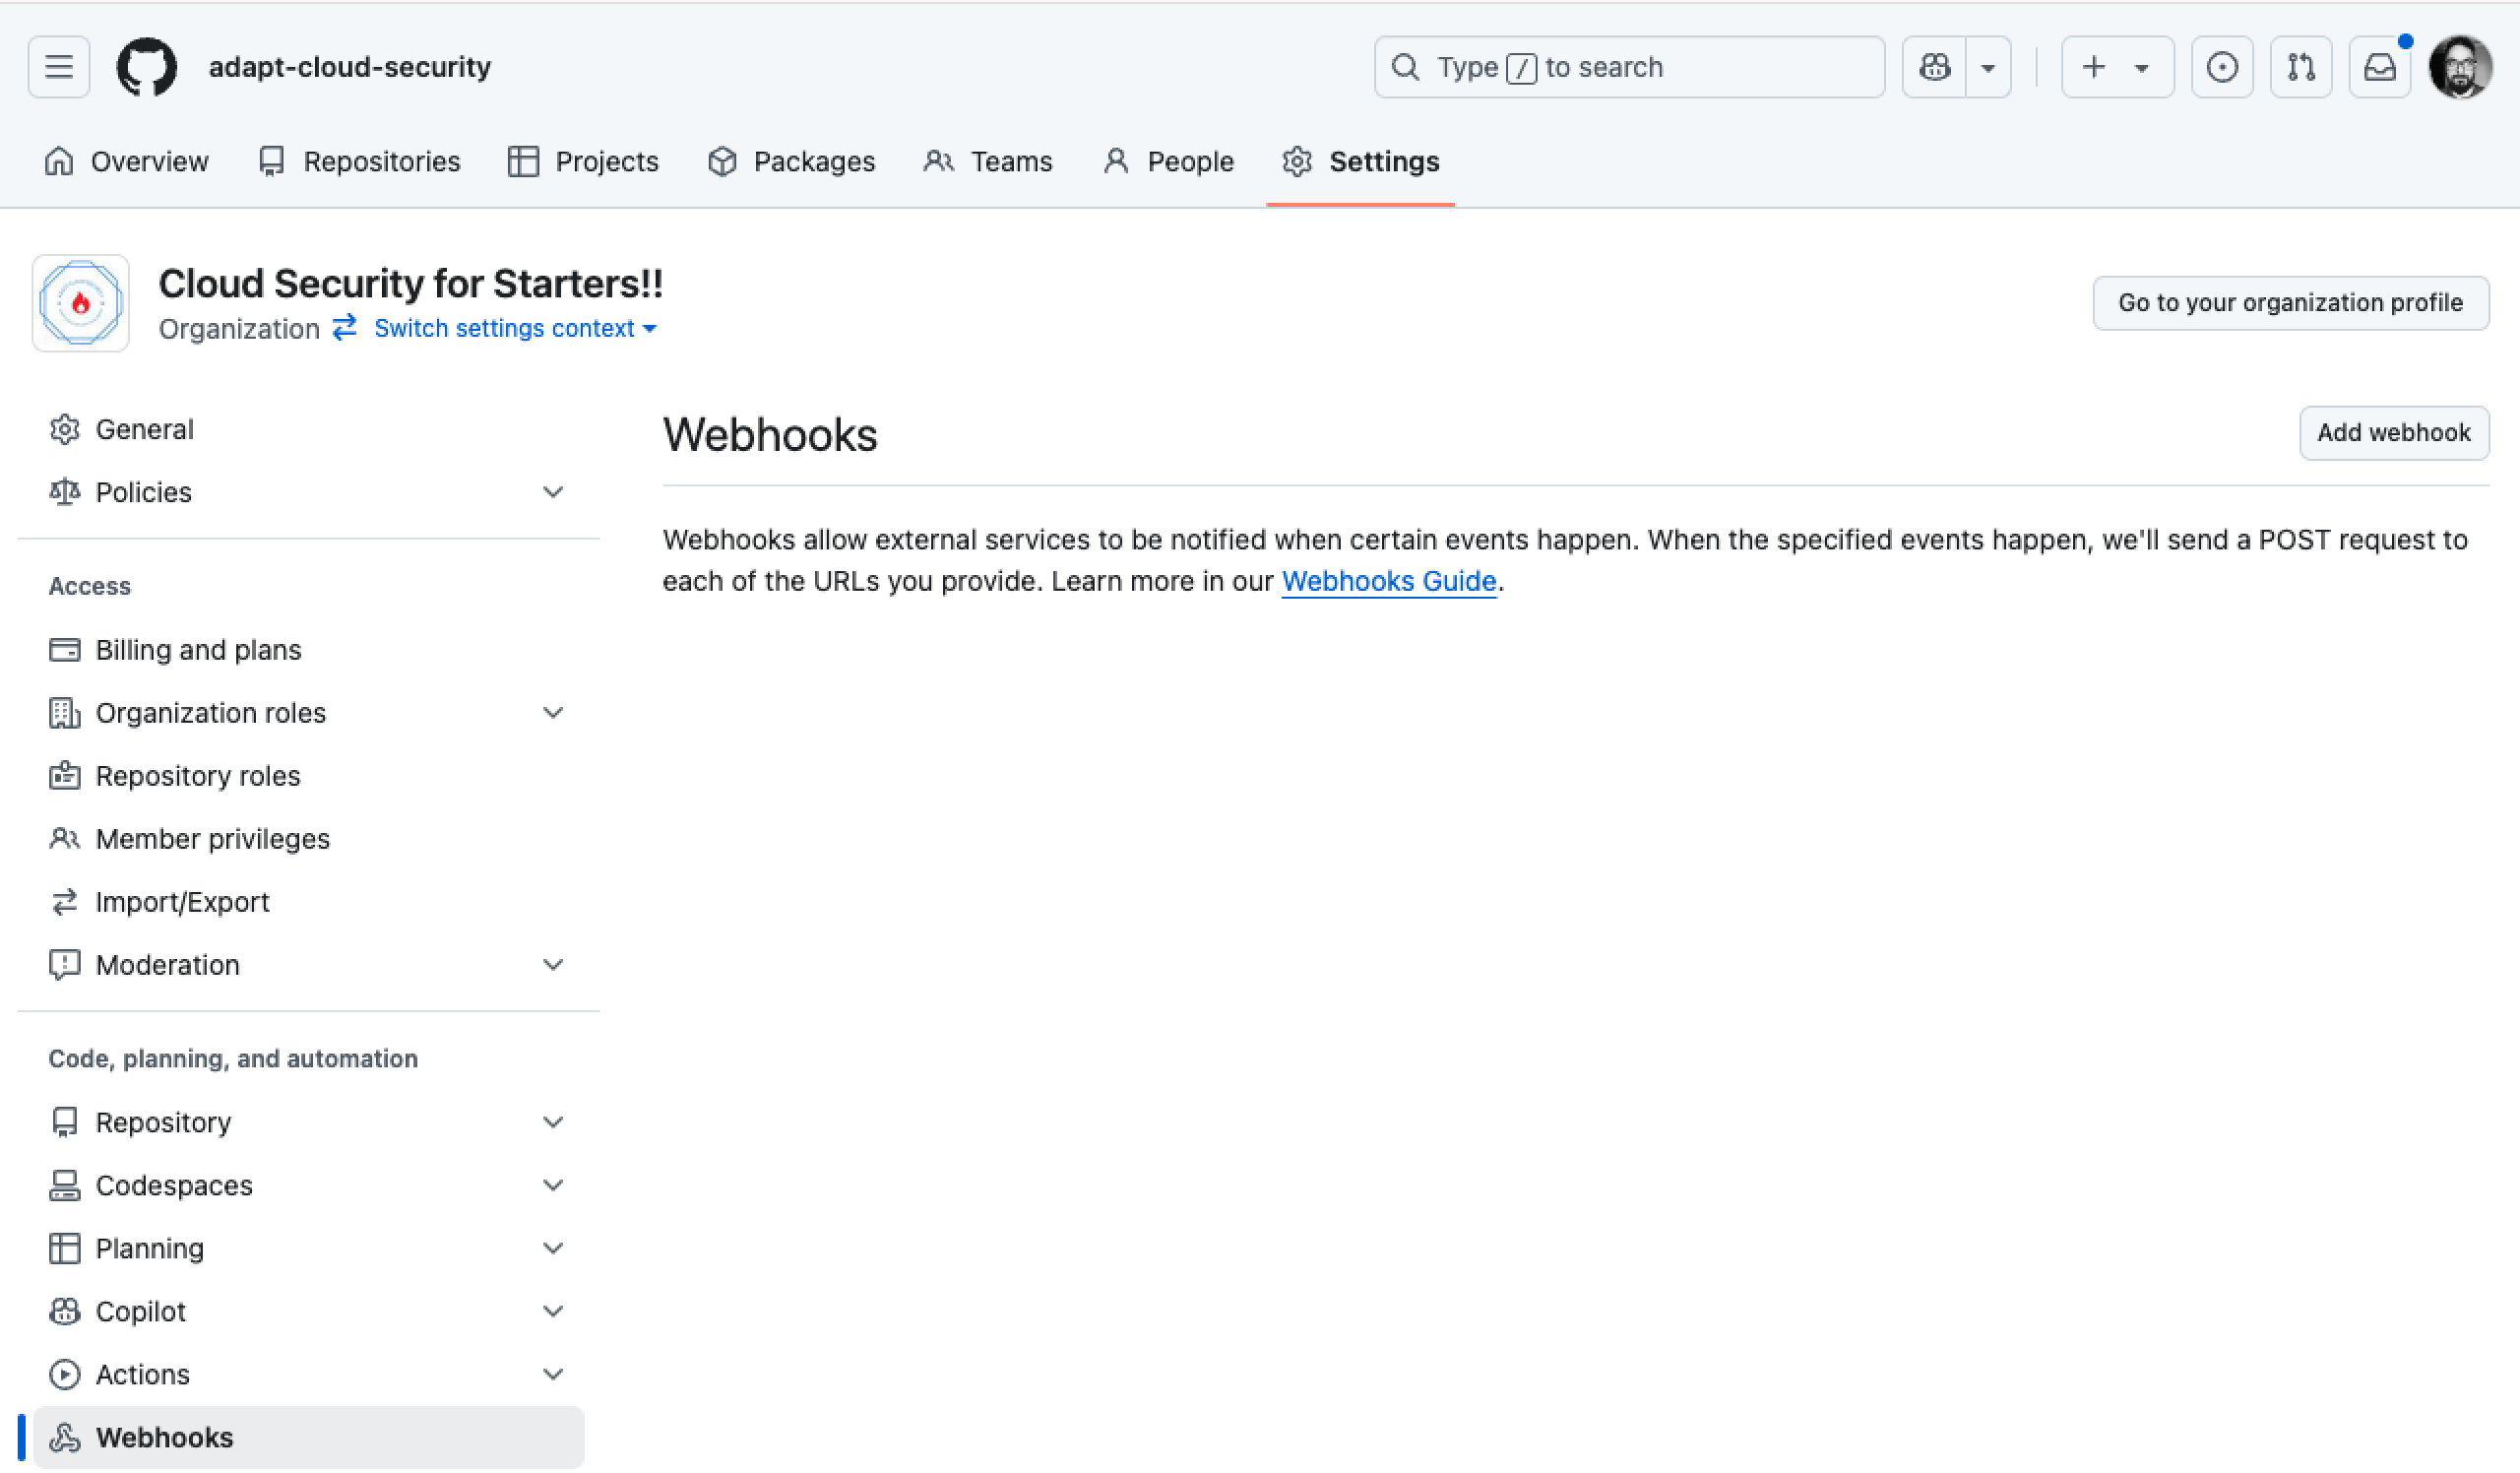 adapt-cloud-security
Type / to search
Overview
Repositories
Projects
Packages
Teams
People
Settings
Cloud Security for Starters!!
Organization Switch settings context
Go to your organization profile
General
Policies
Access
Billing and plans
Organization roles
Repository roles
Member privileges
Import/Export
Moderation
Code, planning, and automation
Repository
Codespaces
Planning
Copilot
Actions
Webhooks
Webhooks
Add webhook
Webhooks allow external services to be notified when certain events happen. When the specified events happen, we'll send a POST request to
each of the URLs you provide. Learn more in our Webhooks Guide.